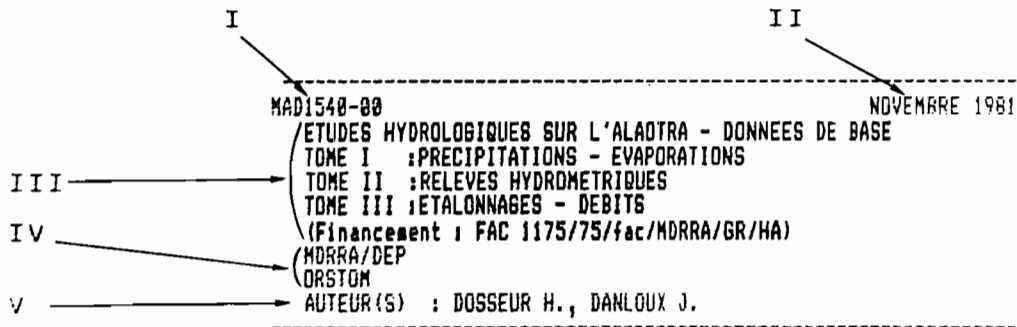 I II
MAD1540-00 NOVEMBRE 1981
ETUDES HYDROLOGIQUES SUR L'ALAOTRA - DONNEES DE BASE
TOME I :PRECIPITATIONS - EVAPORATIONS
III TOME II :RELEVES HYDROMETRIQUES
TOME III :ETALONNAGES - DEBITS
IV (Financement : FAC 1175/75/fac/MDRRA/GR/HA)
MDRRA/DEP
ORSTOM
V AUTEUR(S) : DOSSEUR H., DANLOUX J.